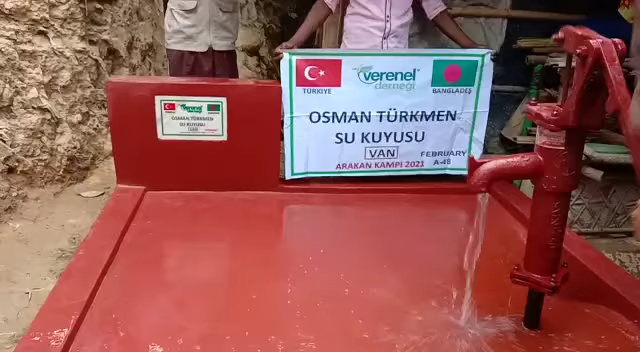 verenel
derneği
TÜRKİYE
BANGLADEŞ
OSMAN TÜRKMEN
SU KUYUSU
VAN
FEBRUARY
ARAKAN KAMPI 2021
A-48
OSMAN TÜRKMEN
SU KUYUSU